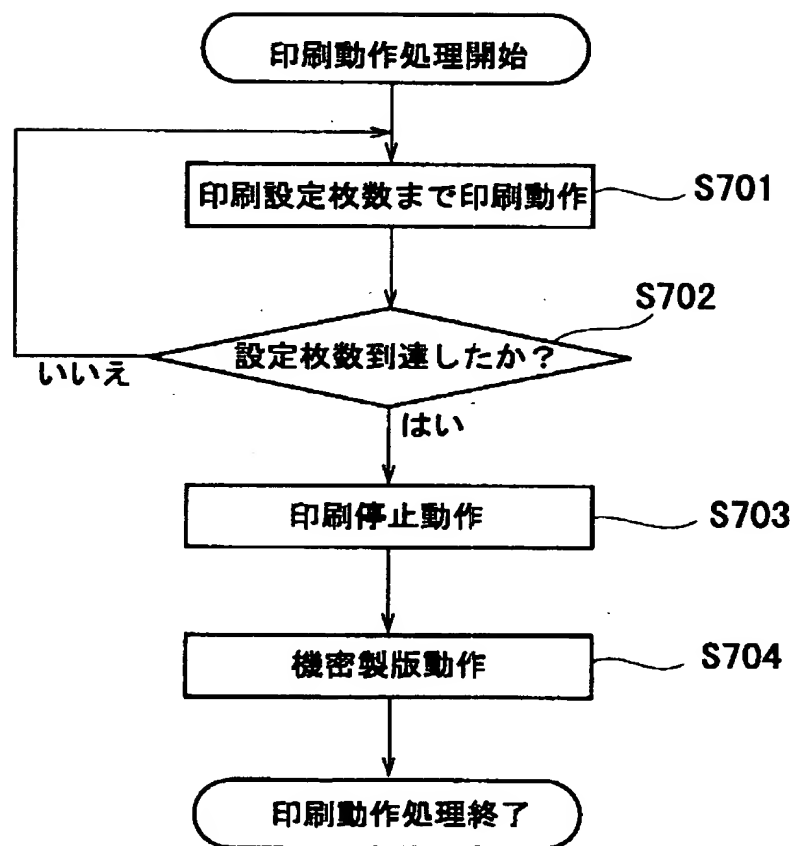 印刷動作処理開始
印刷設定枚数まで印刷動作
S701
S702
設定枚数到達したか？
いいえ
はい
印刷停止動作
S703
機密製版動作
S704
印刷動作処理終了